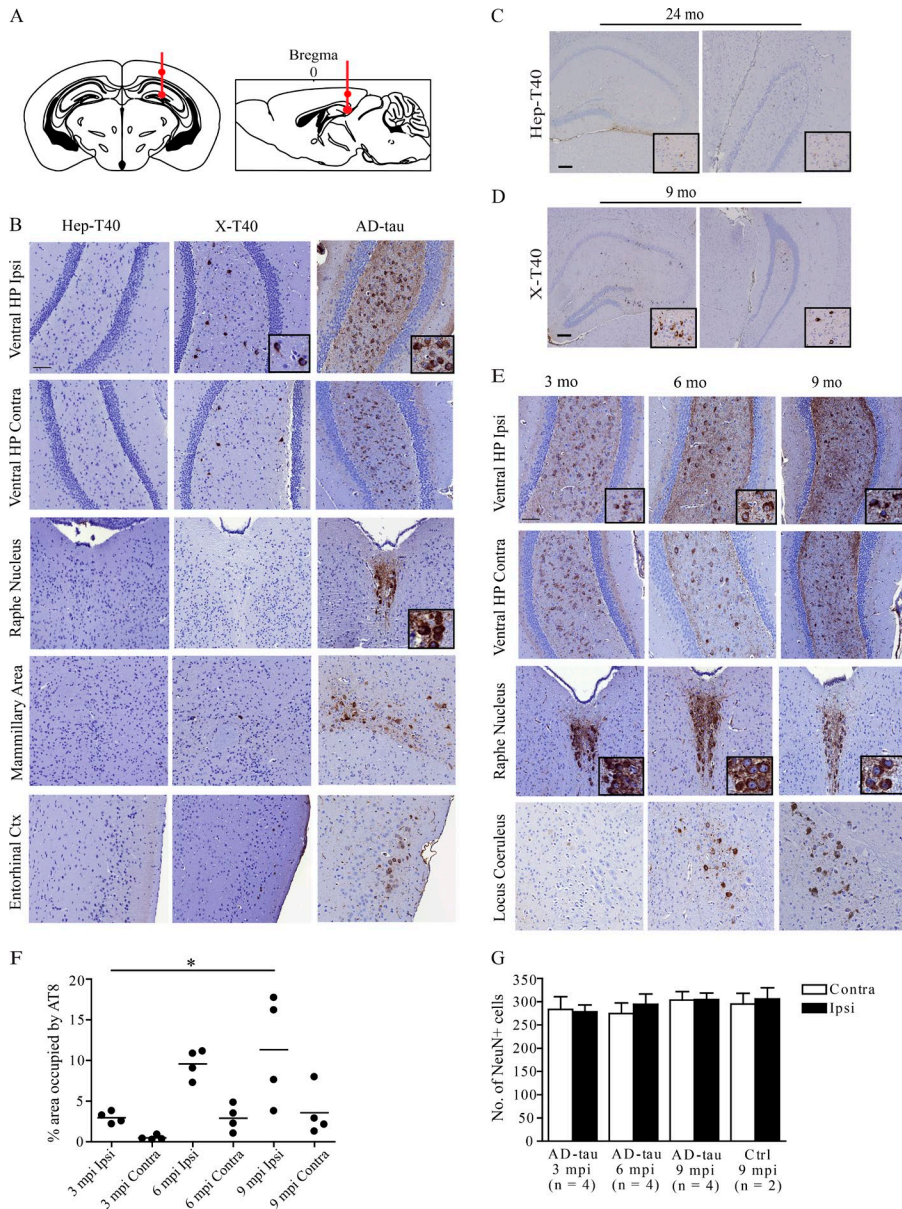 A
Bregma
0
B
Hep-T40 X-T40 AD-tau
Ventral HP Ipsi
Ventral HP Contra
Raphe Nucleus
Mammillary Area
Entorhinal Ctx
C
24 mo
Hep-T40
D
9 mo
X-T40
E
3 mo 6 mo 9 mo
Ventral HP Ipsi
Ventral HP Contra
Raphe Nucleus
Locus Coeruleus
F
*
% area occupied by AT8
20
15
10
5
0
3 mpi Ipsi
3 mpi Contra
6 mpi Ipsi
6 mpi Contra
9 mpi Ipsi
9 mpi Contra
G
No. of NeuN+ cells
350
300
250
200
150
100
50
0
Contra
Ipsi
AD-tau
3 mpi
(n = 4)
AD-tau
6 mpi
(n = 4)
AD-tau
9 mpi
(n = 4)
Ctrl
9 mpi
(n = 2)